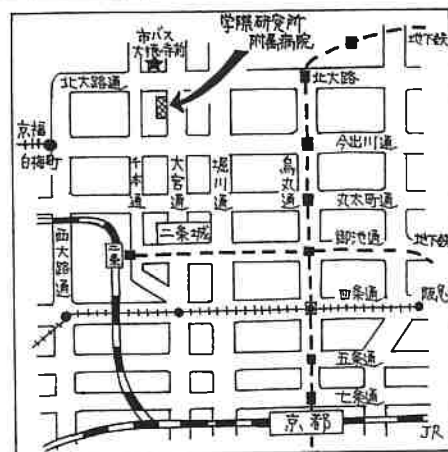 学際研究所
附属病院
市バス
大徳寺前
地下鉄
北大路
北大路通
京福
白梅町
今出川通
千本通
大宮通
堀川通
烏丸通
丸太町通
二条城
御池通
地下鉄
西大路通
二条
四条通
阪急
五条通
七条通
京都
JR